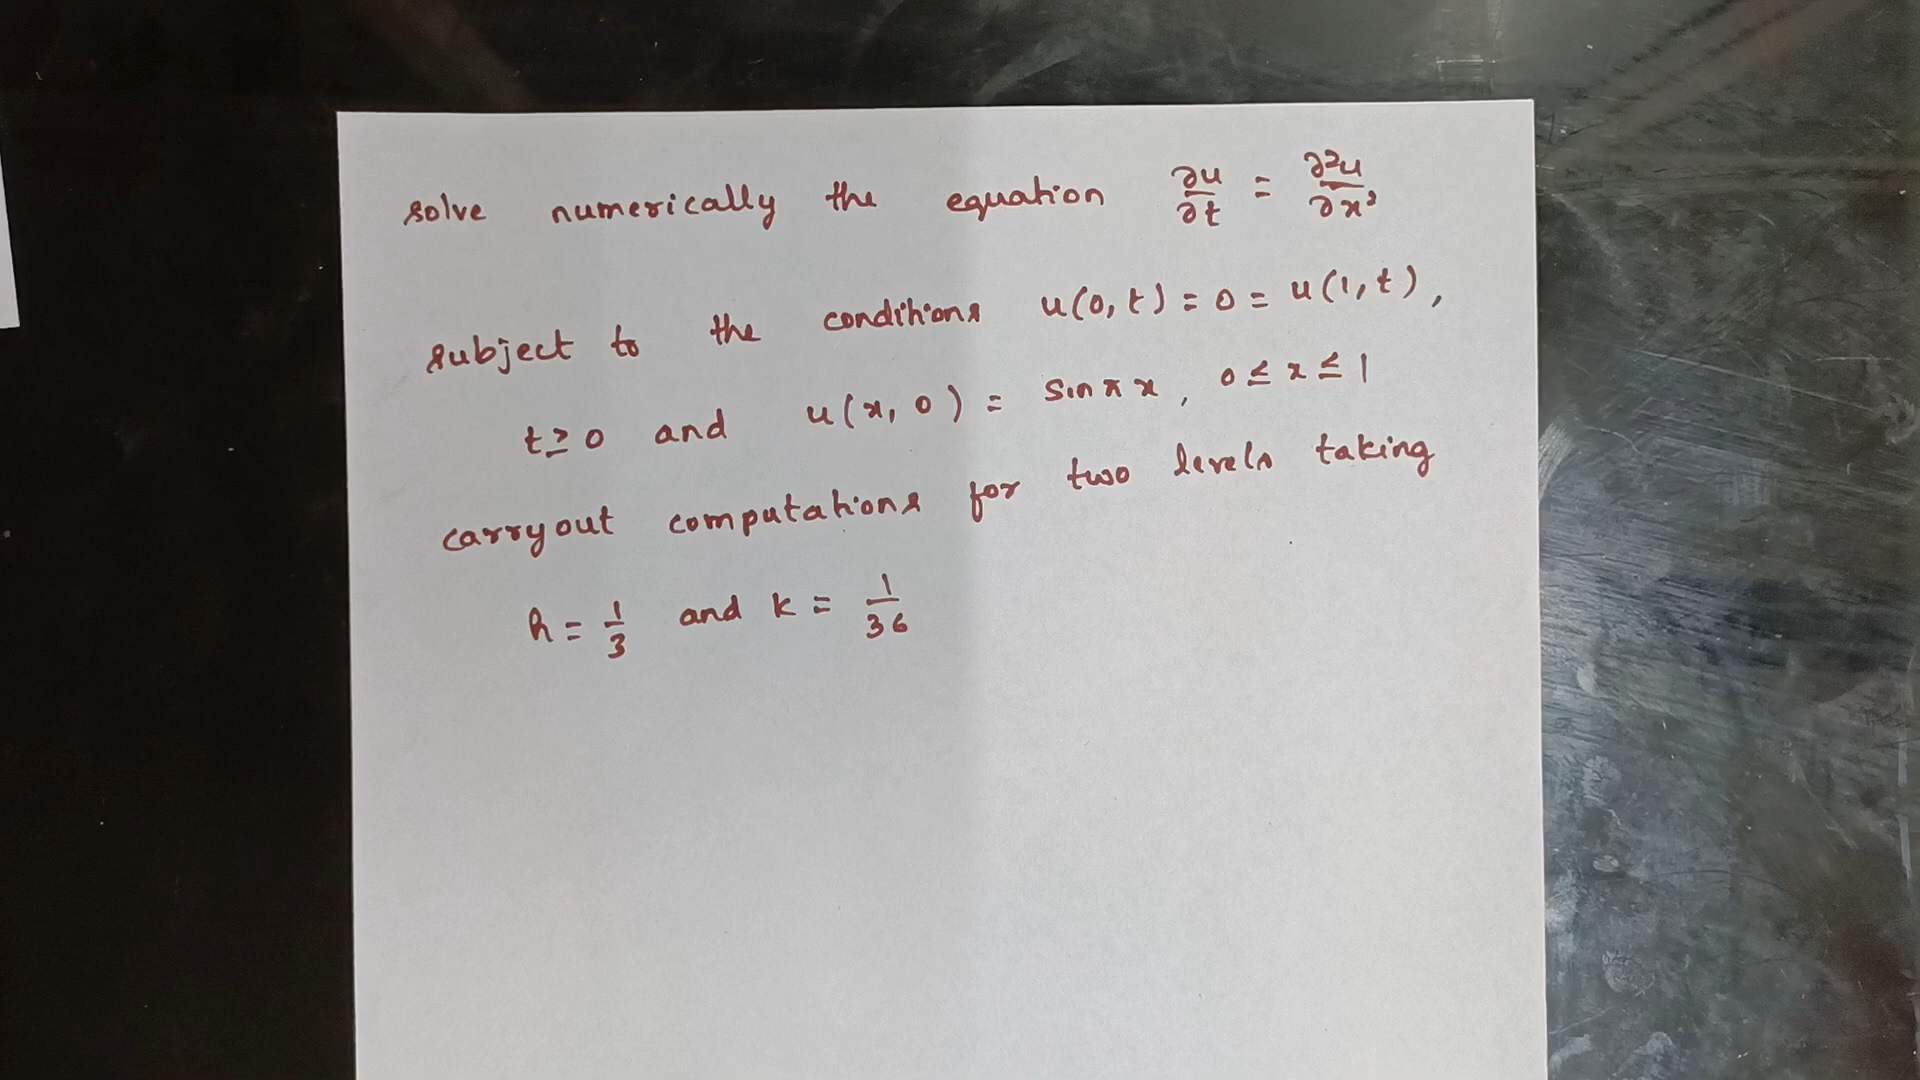 solve numerically the equation ∂u/∂t = ∂²u/∂x²
subject to the conditions u(0,t) = 0 = u(1,t),
t ≥ 0 and u(x,0) = sin πx, 0 ≤ x ≤ 1
carryout computations for two levels taking
h = 1/3 and k = 1/36